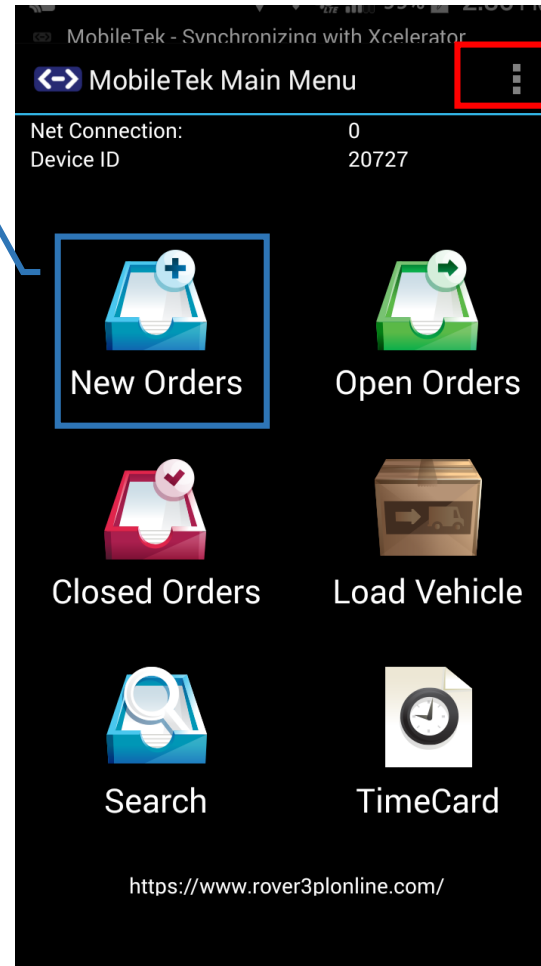 MobileTek - Synchronizing with Xcelerator
MobileTek Main Menu
Net Connection: 0
Device ID 20727
New Orders Open Orders
Closed Orders Load Vehicle
Search TimeCard
https://www.rover3plonline.com/